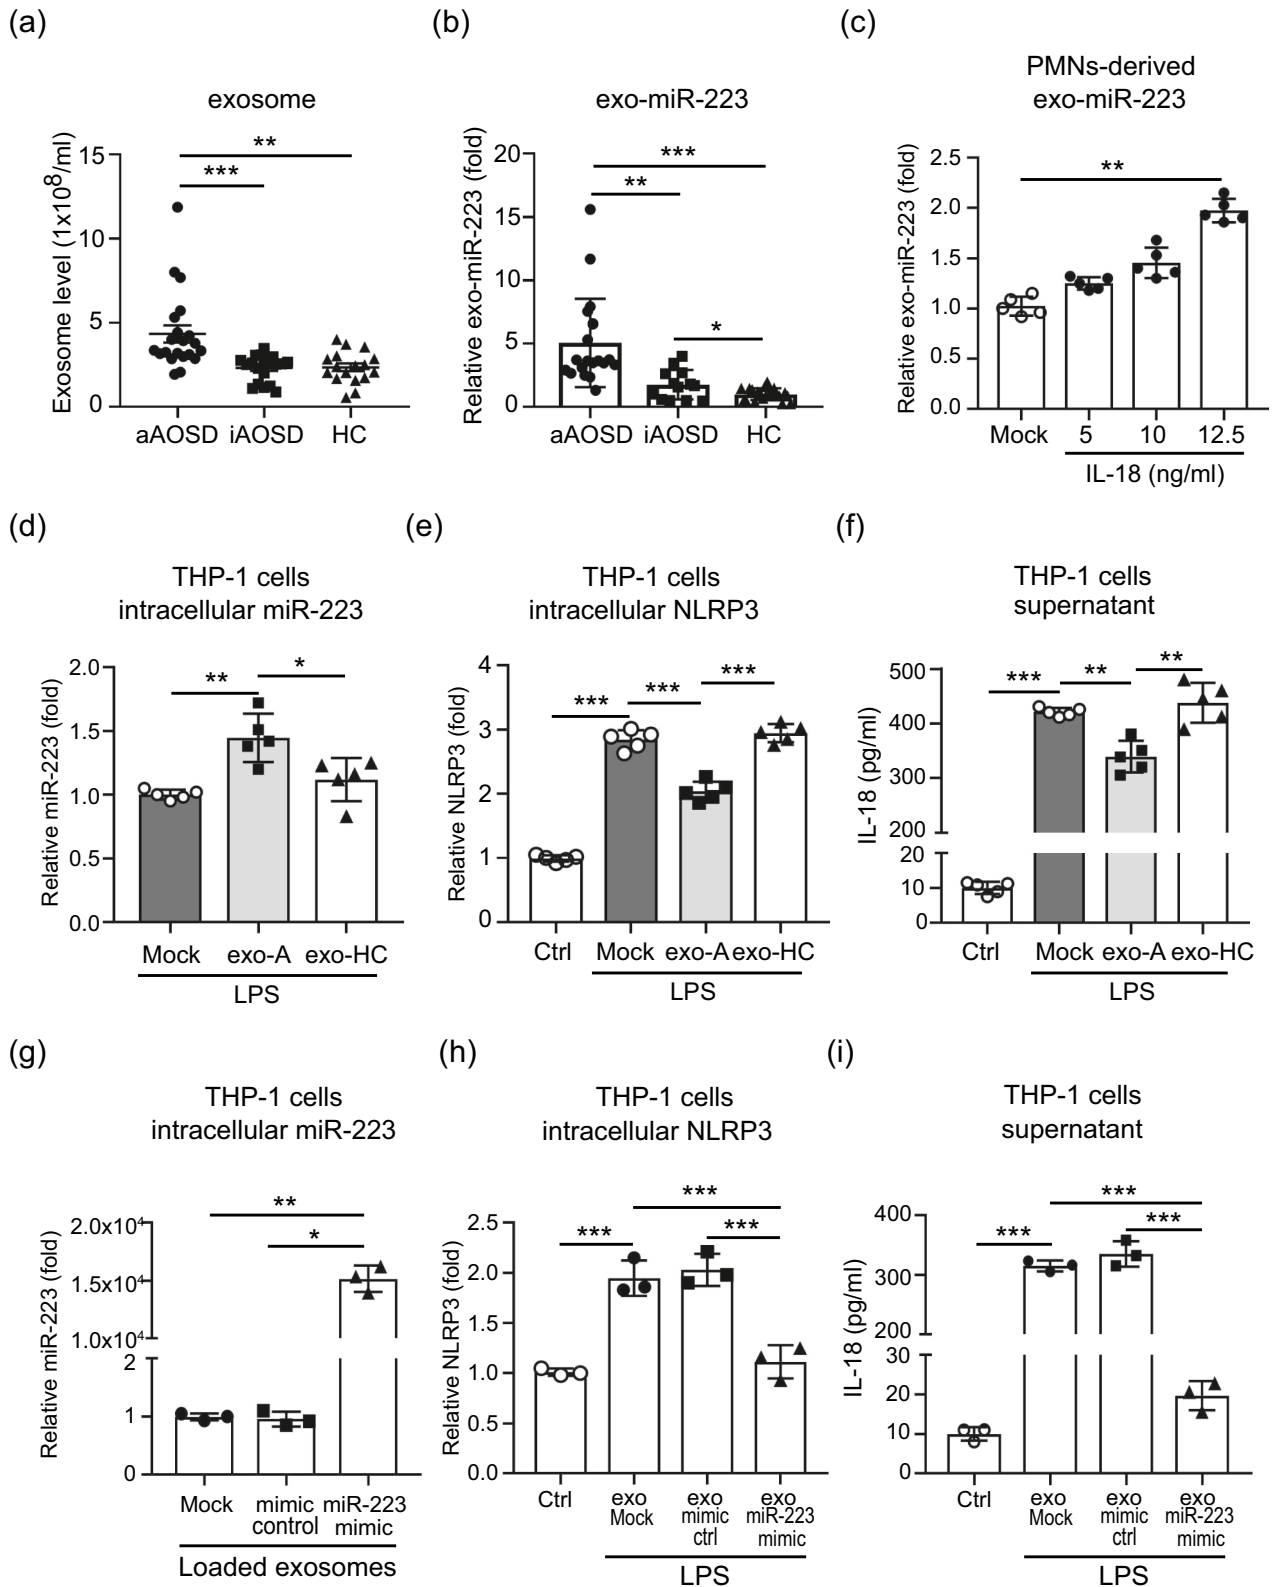 (a)
exosome
Exosome level (1x10⁸/ml)
15
10
5
0
**
***
aAOSD iAOSD HC
(b)
exo-miR-223
Relative exo-miR-223 (fold)
20
15
10
5
0
***
**
*
aAOSD iAOSD HC
(c)
PMNs-derived
exo-miR-223
Relative exo-miR-223 (fold)
2.5
2.0
1.5
1.0
0.5
0.0
**
Mock 5 10 12.5
IL-18 (ng/ml)
(d)
THP-1 cells
intracellular miR-223
Relative miR-223 (fold)
2.0
1.5
1.0
0.5
0.0
** *
Mock exo-A exo-HC
LPS
(e)
THP-1 cells
intracellular NLRP3
Relative NLRP3 (fold)
4
3
2
1
0
*** *** ***
Ctrl Mock exo-A exo-HC
LPS
(f)
THP-1 cells
supernatant
IL-18 (pg/ml)
500
400
300
200
20
10
0
*** ** **
Ctrl Mock exo-A exo-HC
LPS
(g)
THP-1 cells
intracellular miR-223
Relative miR-223 (fold)
2.0x10⁴
1.5x10⁴
1.0x10⁴
2
1
0
**
*
Mock mimic control miR-223 mimic
Loaded exosomes
(h)
THP-1 cells
intracellular NLRP3
Relative NLRP3 (fold)
2.5
2.0
1.5
1.0
0.5
0.0
***
*** ***
Ctrl exo Mock exo mimic ctrl exo miR-223 mimic
LPS
(i)
THP-1 cells
supernatant
IL-18 (pg/ml)
400
300
200
30
20
10
0
***
*** ***
Ctrl exo Mock exo mimic ctrl exo miR-223 mimic
LPS